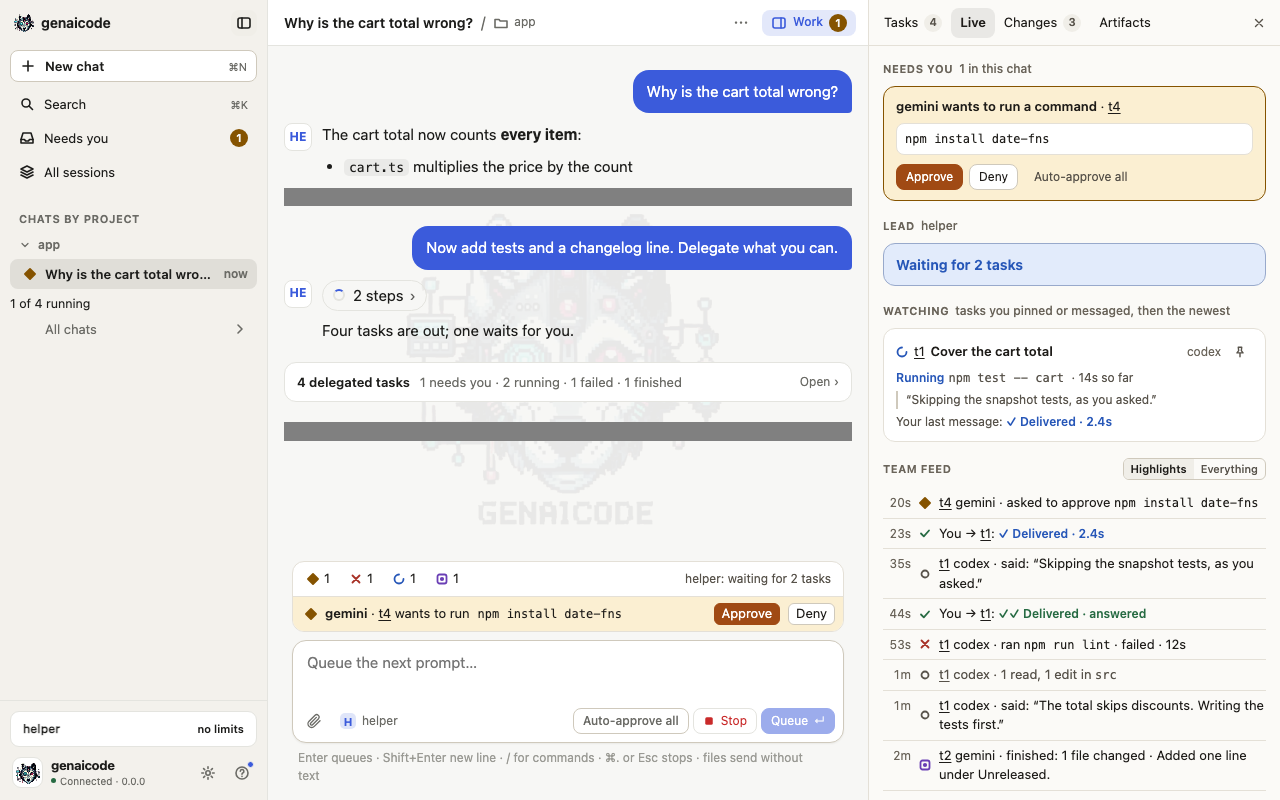 genaicode
New chat ⌘N
Search ⌘K
Needs you 1
All sessions
CHATS BY PROJECT
app
Why is the cart total wro... now
1 of 4 running
All chats
helper no limits
genaicode
Connected · 0.0.0
Why is the cart total wrong? / app
Work 1
Why is the cart total wrong?
HE
The cart total now counts every item:
• cart.ts multiplies the price by the count
Now add tests and a changelog line. Delegate what you can.
HE
2 steps ›
Four tasks are out; one waits for you.
4 delegated tasks 1 needs you · 2 running · 1 failed · 1 finished Open ›
GENAICODE
1 1 1 1 helper: waiting for 2 tasks
gemini · t4 wants to run npm install date-fns Approve Deny
Queue the next prompt...
H helper Auto-approve all Stop Queue ↵
Enter queues · Shift+Enter new line · / for commands · ⌘. or Esc stops · files send without
text
Tasks 4 Live Changes 3 Artifacts
NEEDS YOU 1 in this chat
gemini wants to run a command · t4
npm install date-fns
Approve Deny Auto-approve all
LEAD helper
Waiting for 2 tasks
WATCHING tasks you pinned or messaged, then the newest
t1 Cover the cart total codex
Running npm test -- cart · 14s so far
“Skipping the snapshot tests, as you asked.”
Your last message: ✓ Delivered · 2.4s
TEAM FEED Highlights Everything
20s t4 gemini · asked to approve npm install date-fns
23s You → t1: ✓ Delivered · 2.4s
35s t1 codex · said: “Skipping the snapshot tests, as you
asked.”
44s You → t1: ✓✓ Delivered · answered
53s t1 codex · ran npm run lint · failed · 12s
1m t1 codex · 1 read, 1 edit in src
1m t1 codex · said: “The total skips discounts. Writing the
tests first.”
2m t2 gemini · finished: 1 file changed · Added one line
under Unreleased.